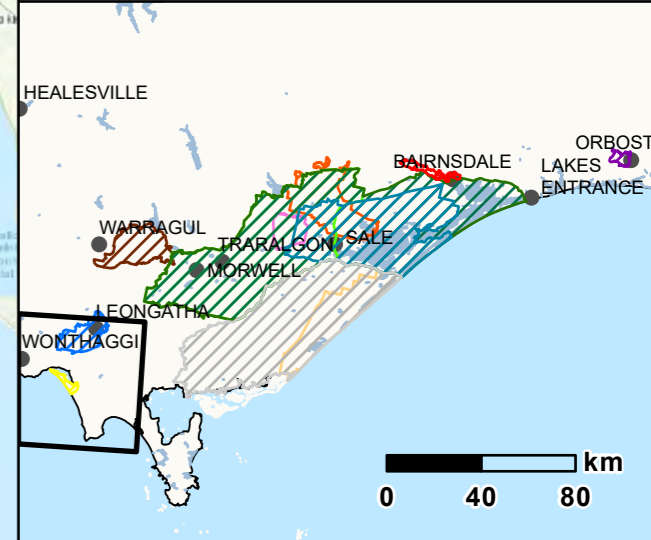 HEALESVILLE
ORBOST
BAIRNSDALE
LAKES
ENTRANCE
WARRAGUL
TRARALGON
SALE
MORWELL
LEONGATHA
WONTHAGGI
km
0 40 80